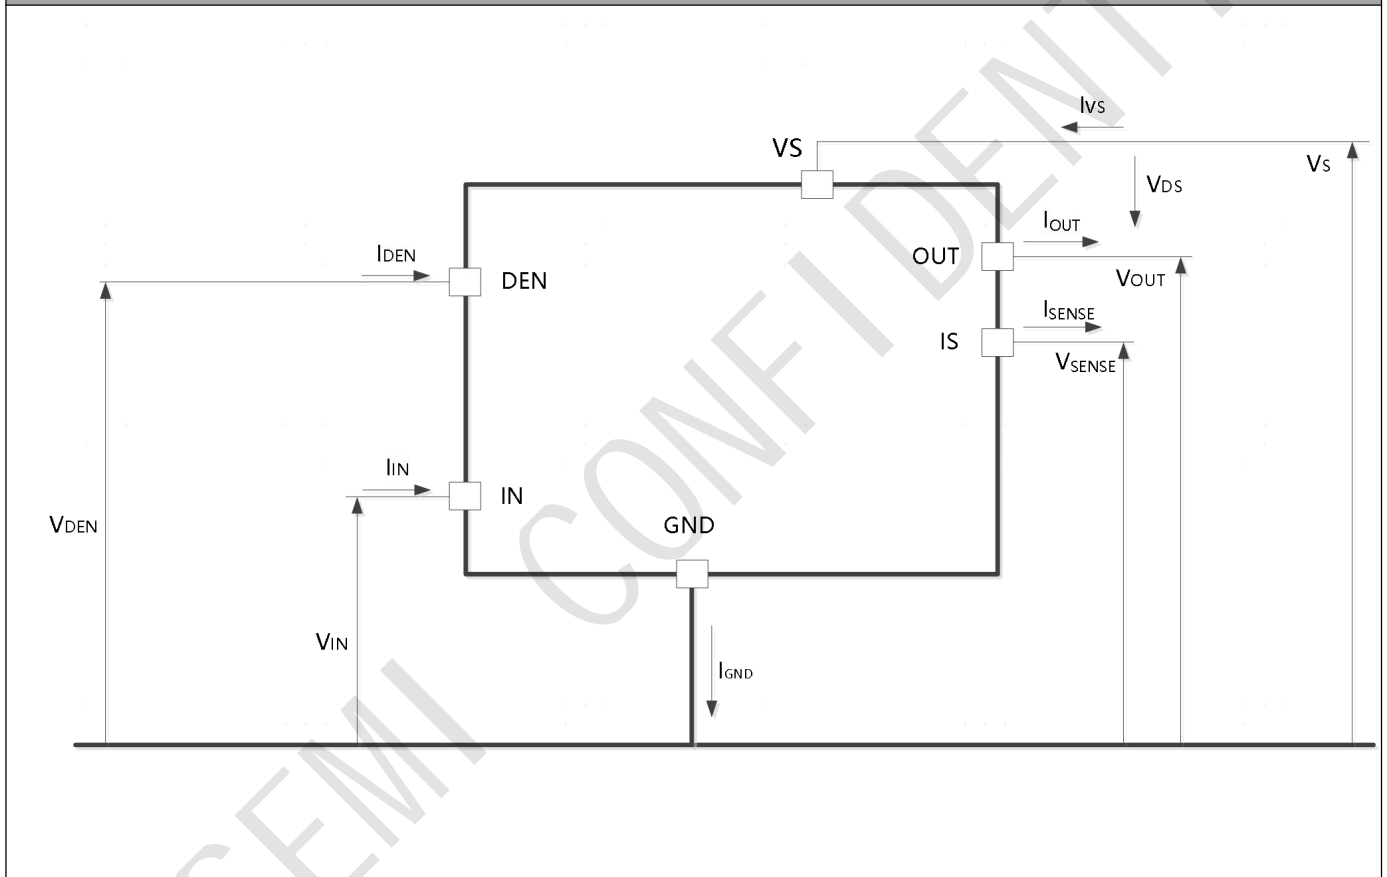 IVS
VS
VS
VDS
IOUT
IDEN
OUT
DEN
VOUT
ISENSE
IS
VSENSE
IIN
IN
VDEN
GND
VIN
IGND
SEMI CONFIDENTI